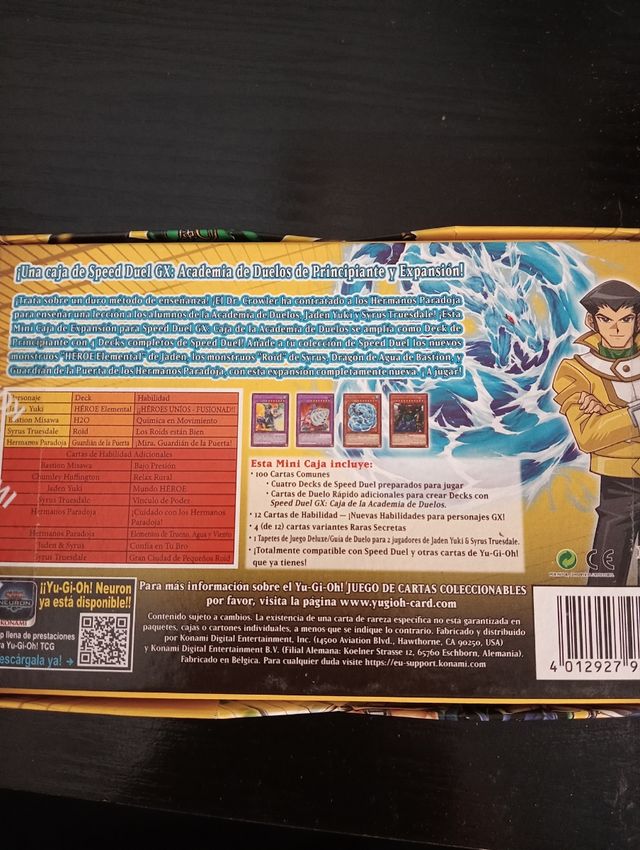 ¡Una caja de Speed Duel GX: Academia de Duelos de Principiante y Expansión!
¡Trata sobre un duro método de enseñanza! ¡El Dr. Crowler ha contratado a los Hermanos Paradoja
para enseñar una lección a los alumnos de la Academia de Duelos, Jaden Yuki y Syrus Truesdale! ¡Esta
Mini Caja de Expansión para Speed Duel GX: Caja de la Academia de Duelos se amplía como Deck de
Principiante con 4 Decks completos de Speed Duel! Añade a tu colección de Speed Duel los nuevos
monstruos "HÉROE Elemental" de Jaden, los monstruos "Roid" de Syrus, Dragón de Agua de Bastion, y
Guardián de la Puerta de los Hermanos Paradoja, con esta expansión completamente nueva. ¡A jugar!
Personaje Deck Habilidad
Yuki HÉROE Elemental ¡¡HÉROES UNÍOS - FUSIONAD!!
Bastion Misawa H2O Química en Movimiento
Syrus Truesdale Roid Los Roids están Bien
Hermanos Paradoja Guardián de la Puerta ¡Mira, Guardián de la Puerta!
Cartas de Habilidad Adicionales
Bastion Misawa Bajo Presión
Chumley Huffington Relax Rural
Jaden Yuki Mundo HÉROE
Syrus Truesdale Vínculo de Poder
Hermanos Paradoja ¡Cuidado con los Hermanos
Paradoja!
Hermanos Paradoja Elementos de Trueno, Agua y Viento
Jaden & Syrus Confía en Tu Bro
Syrus Truesdale Gran Ciudad de Pequeños Roid
Esta Mini Caja incluye:
• 100 Cartas Comunes
• Cuatro Decks de Speed Duel preparados para jugar
• Cartas de Duelo Rápido adicionales para crear Decks con
Speed Duel GX: Caja de la Academia de Duelos.
• 12 Cartas de Habilidad — ¡Nuevas Habilidades para personajes GX!
• 4 (de 12) cartas variantes Raras Secretas
• 1 Tapetes de Juego Deluxe/Guía de Duelo para 2 jugadores de Jaden Yuki & Syrus Truesdale.
• ¡Totalmente compatible con Speed Duel y otras cartas de Yu-Gi-Oh!
que ya tienes!
CE
NEURON
KONAMI
¡¡Yu-Gi-Oh! Neuron
ya está disponible!!
llena de prestaciones
Yu-Gi-Oh! TCG
escárgala ya! →
Para más información sobre el Yu-Gi-Oh! JUEGO DE CARTAS COLECCIONABLES
por favor, visita la página www.yugioh-card.com
Contenido sujeto a cambios. La existencia de una carta de rareza específica no está garantizada en
paquetes, cajas o cartones individuales, a menos que se indique lo contrario. Fabricado y distribuido
por Konami Digital Entertainment, Inc. (14500 Aviation Blvd., Hawthorne, CA 90250, USA)
y Konami Digital Entertainment B.V. (Filial Alemana: Koelner Strasse 12, 65760 Eschborn, Alemania).
Fabricado en Belgica. Para cualquier duda visite https://eu-support.konami.com
4 012927 9